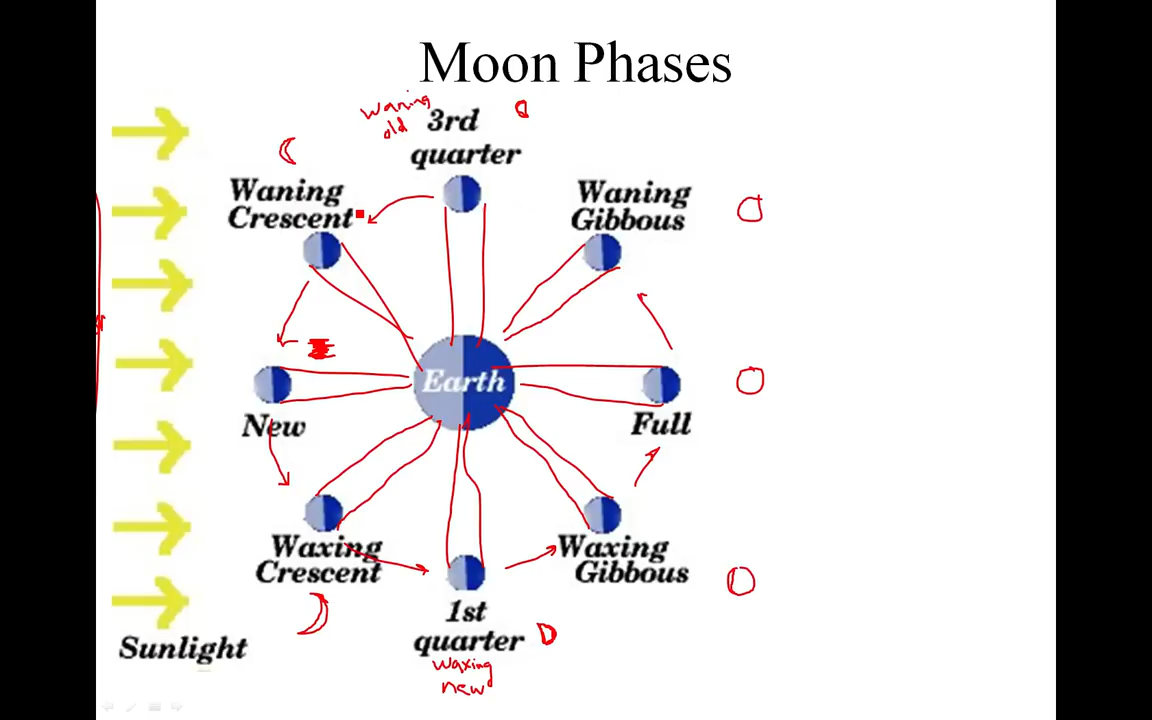 Moon Phases
waning
old
3rd
quarter
Waning
Crescent
Waning
Gibbous
Earth
New
Full
Waxing
Crescent
Waxing
Gibbous
1st
quarter
Sunlight
waxing
new